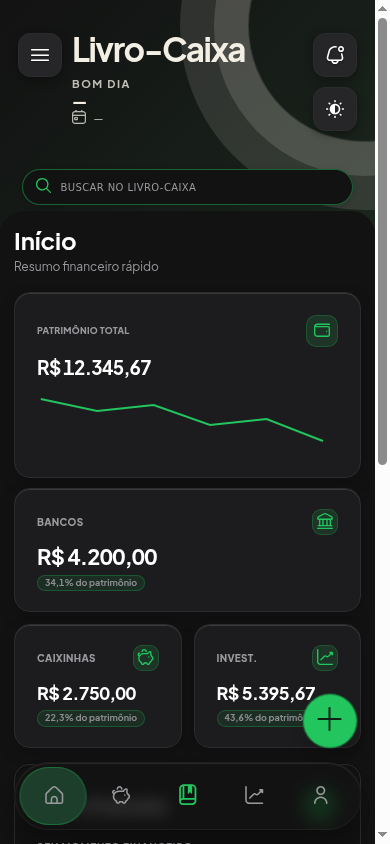 Livro-Caixa
BOM DIA
—
—
BUSCAR NO LIVRO-CAIXA
Início
Resumo financeiro rápido
PATRIMÔNIO TOTAL
R$ 12.345,67
BANCOS
R$ 4.200,00
34,1% do patrimônio
CAIXINHAS
R$ 2.750,00
22,3% do patrimônio
INVEST.
R$ 5.395,67
43,6% do patrimô